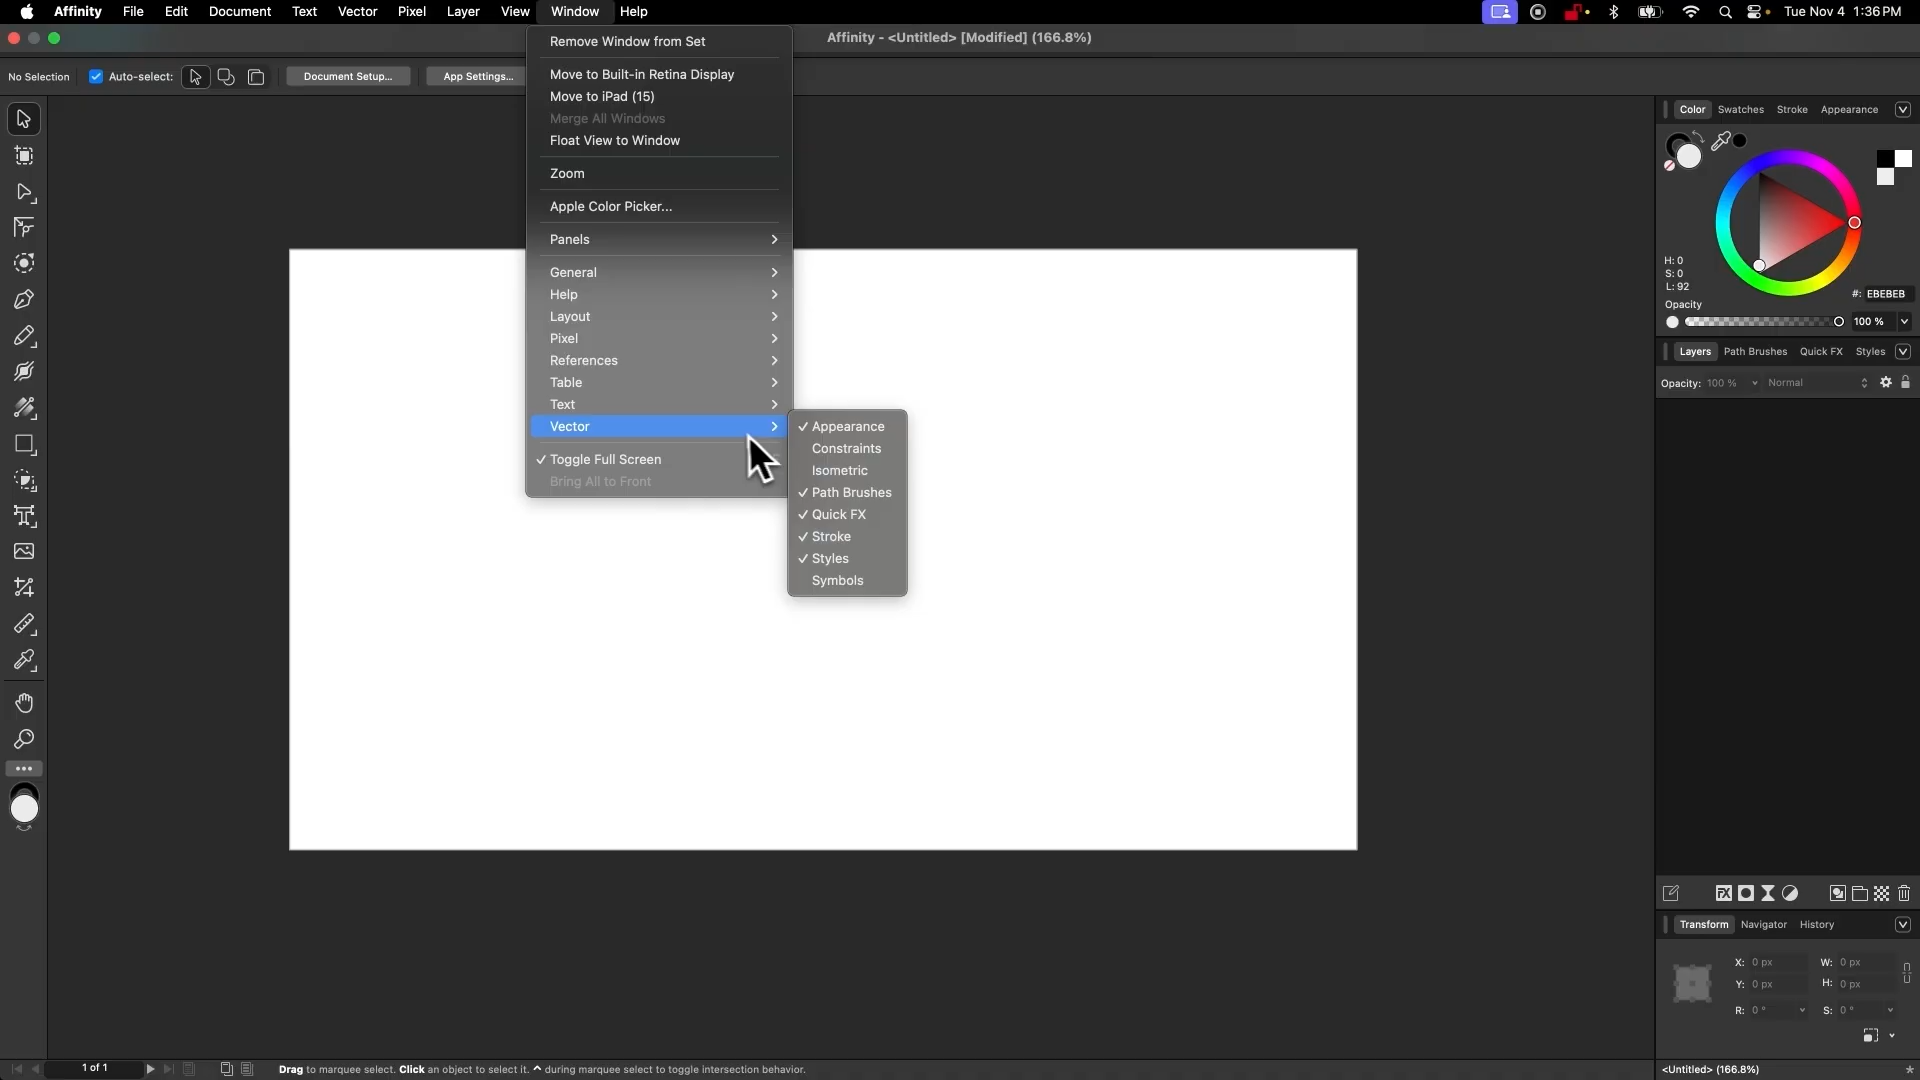 Affinity File Edit Document Text Vector Pixel Layer View Window Help Tue Nov 4 1:36 PM
Affinity - <Untitled> [Modified] (166.8%)
No Selection Auto-select: Document Setup... App Settings...
Remove Window from Set
Move to Built-in Retina Display
Move to iPad (15)
Merge All Windows
Float View to Window
Zoom
Apple Color Picker...
Panels
General
Help
Layout
Pixel
References
Table
Text
Vector
Toggle Full Screen
Bring All to Front
Appearance
Constraints
Isometric
Path Brushes
Quick FX
Stroke
Styles
Symbols
Color Swatches Stroke Appearance
H: 0
S: 0
L: 92
#: EBEBEB
Opacity
100 %
Layers Path Brushes Quick FX Styles
Opacity: 100 % Normal
Transform Navigator History
X: 0 px W: 0 px
Y: 0 px H: 0 px
R: 0 ° S: 0 °
1 of 1 Drag to marquee select. Click an object to select it. ^ during marquee select to toggle intersection behavior.
<Untitled> (166.8%)